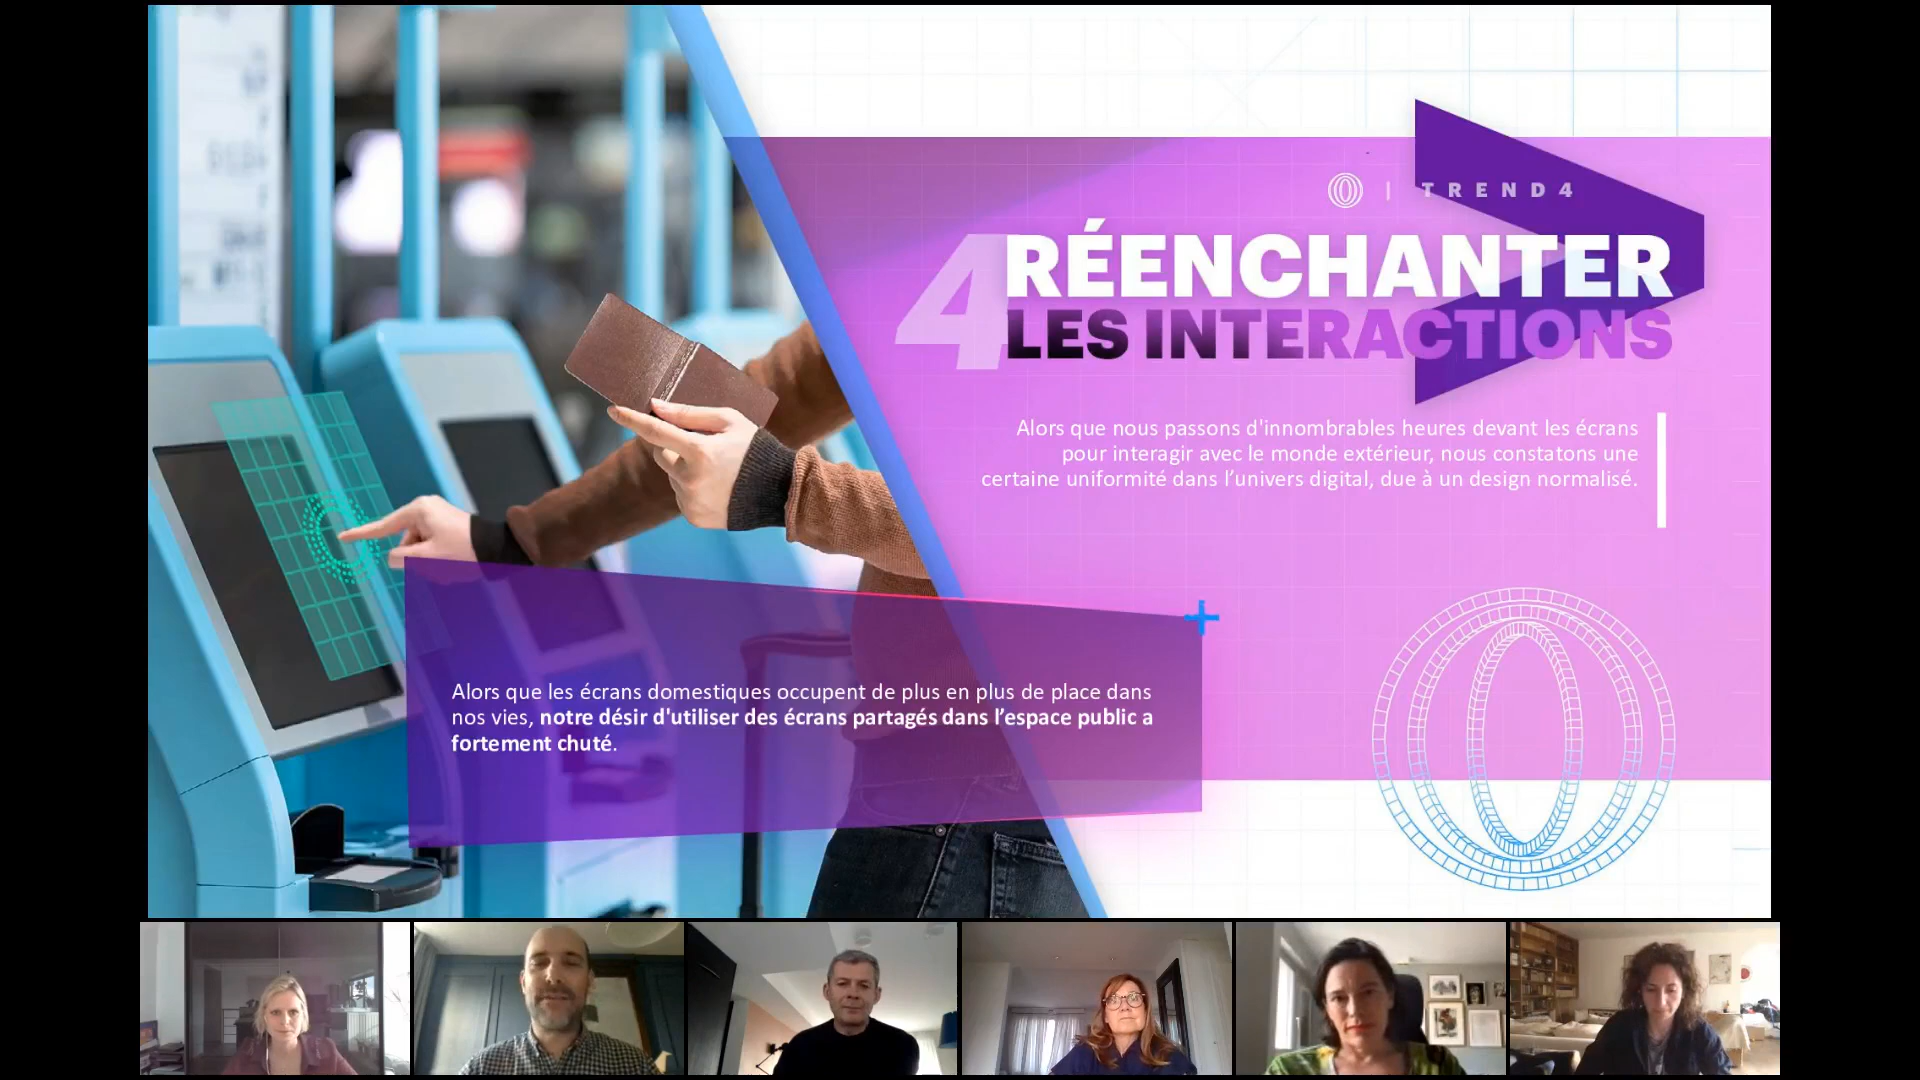 TREND4
4
RÉENCHANTER
LES INTERACTIONS
Alors que nous passons d'innombrables heures devant les écrans
pour interagir avec le monde extérieur, nous constatons une
certaine uniformité dans l’univers digital, due à un design normalisé.
Alors que les écrans domestiques occupent de plus en plus de place dans
nos vies, notre désir d'utiliser des écrans partagés dans l’espace public a
fortement chuté.